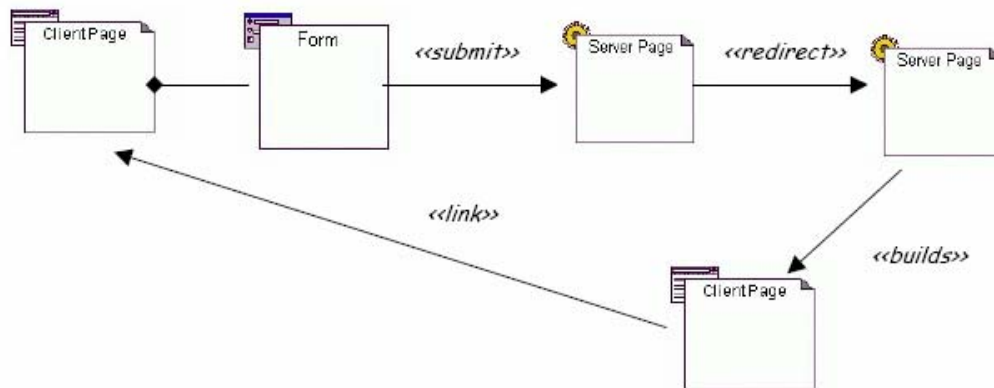 ClientPage
Form
«submit»
Server Page
«redirect»
Server Page
«link»
«builds»
ClientPage